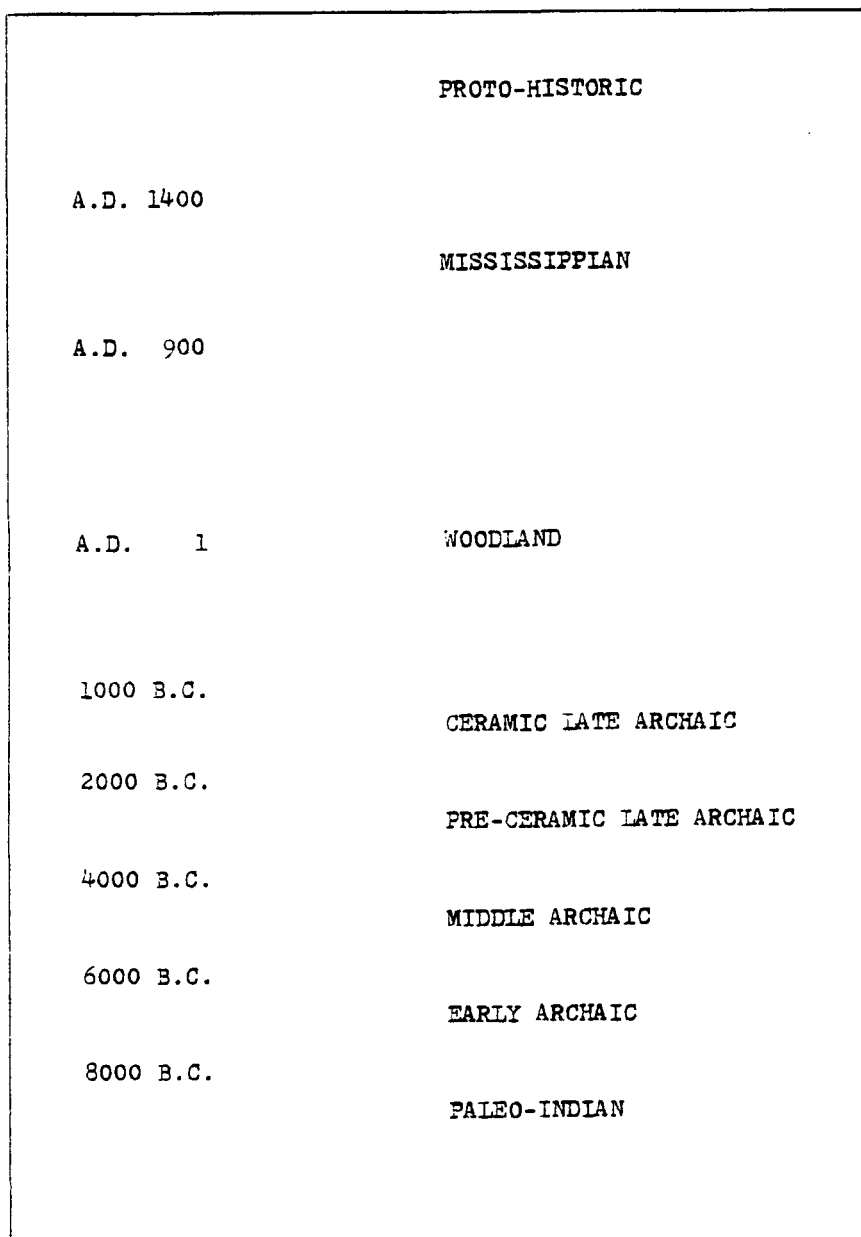 PROTO-HISTORIC
A.D. 1400
MISSISSIPPIAN
A.D. 900
A.D. 1 WOODLAND
1000 B.C.
CERAMIC LATE ARCHAIC
2000 B.C.
PRE-CERAMIC LATE ARCHAIC
4000 B.C.
MIDDLE ARCHAIC
6000 B.C.
EARLY ARCHAIC
8000 B.C.
PALEO-INDIAN